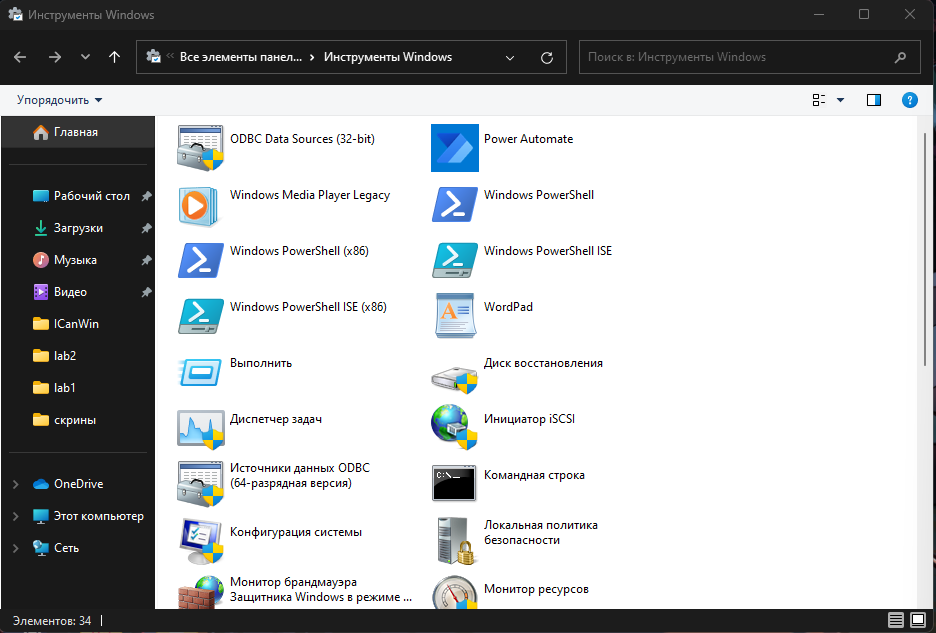 Инструменты Windows
« Все элементы панел... › Инструменты Windows
Поиск в: Инструменты Windows
Упорядочить
?
Главная
Рабочий стол
Загрузки
Музыка
Видео
ICanWin
lab2
lab1
скрины
OneDrive
Этот компьютер
Сеть
ODBC Data Sources (32-bit)
Power Automate
Windows Media Player Legacy
Windows PowerShell
Windows PowerShell (x86)
Windows PowerShell ISE
Windows PowerShell ISE (x86)
WordPad
Выполнить
Диск восстановления
Диспетчер задач
Инициатор iSCSI
Источники данных ODBC
(64-разрядная версия)
C:\_
Командная строка
Конфигурация системы
Локальная политика
безопасности
Монитор брандмауэра
Защитника Windows в режиме ...
Монитор ресурсов
Элементов: 34